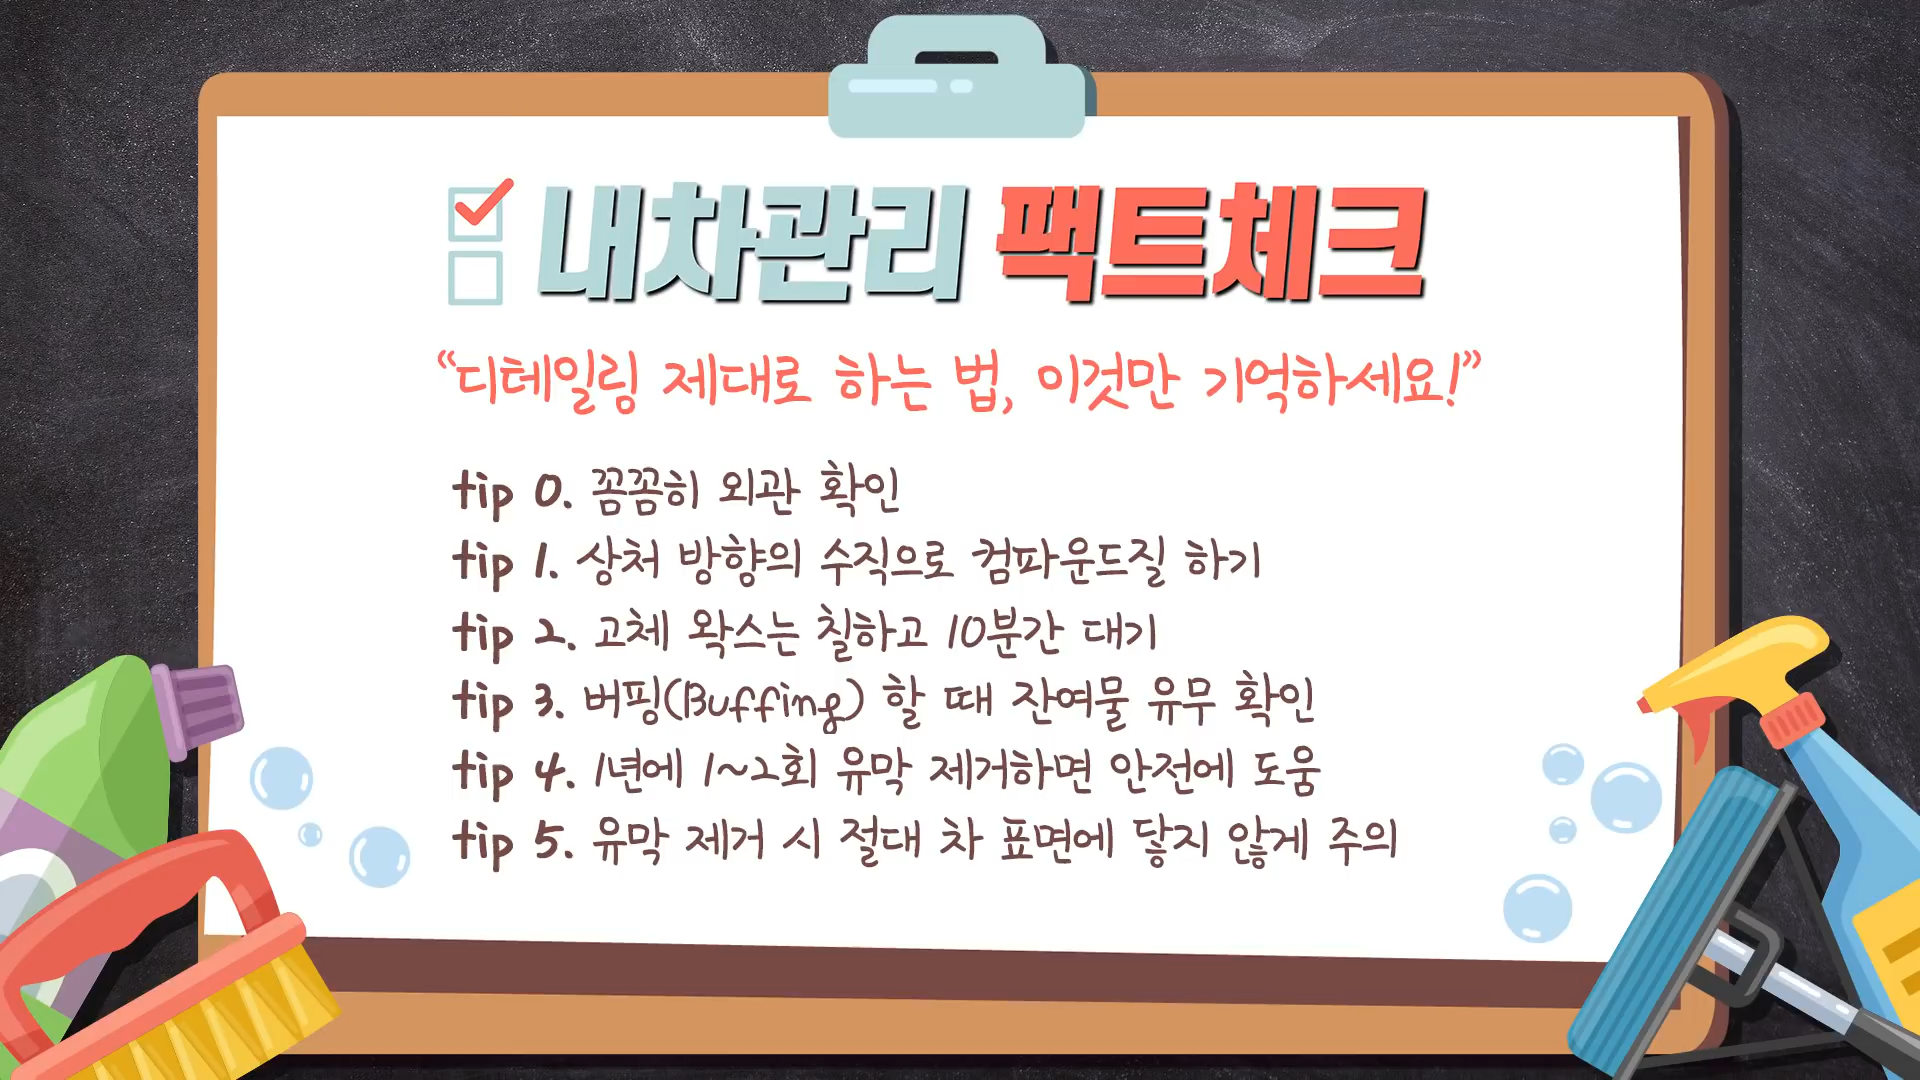 내차관리 팩트체크
“디테일링 제대로 하는 법, 이것만 기억하세요!”
tip 0. 꼼꼼히 외관 확인
tip 1. 상처 방향의 수직으로 컴파운드질 하기
tip 2. 고체 왁스는 칠하고 10분간 대기
tip 3. 버핑(Buffing) 할 때 잔여물 유무 확인
tip 4. 1년에 1~2회 유막 제거하면 안전에 도움
tip 5. 유막 제거 시 절대 차 표면에 닿지 않게 주의